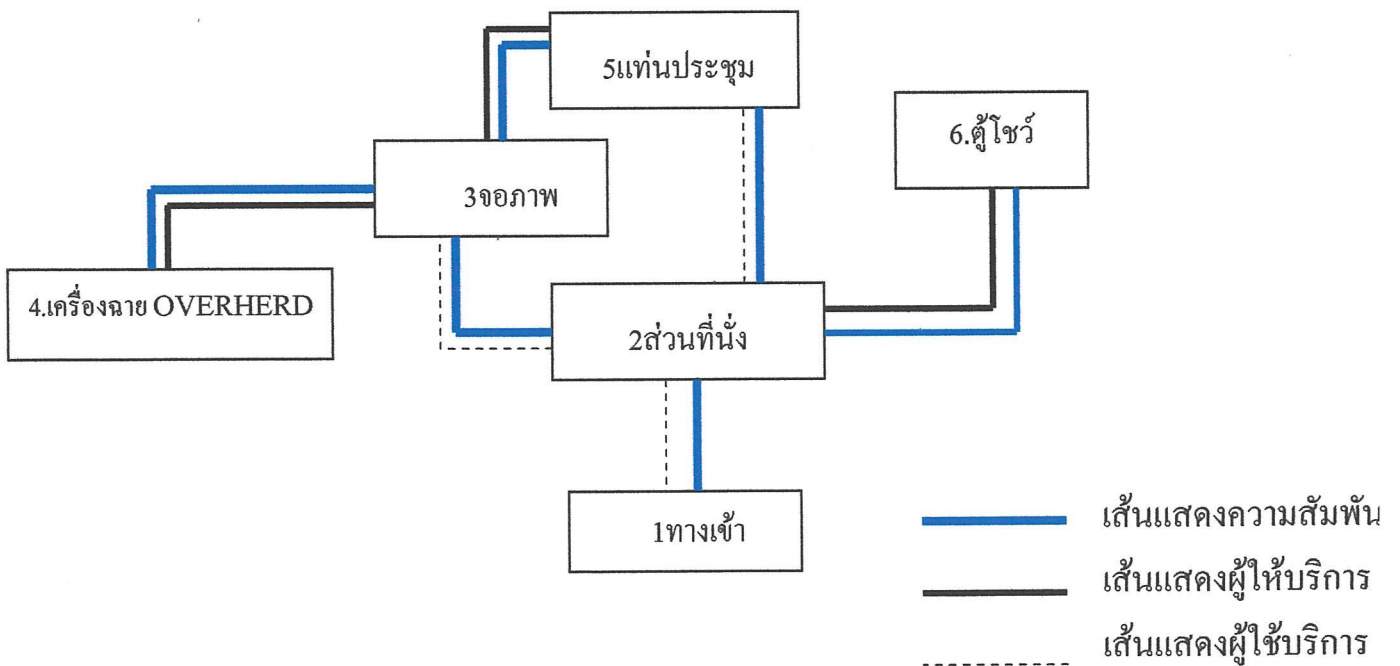 5แท่นประชุม
6.ตู้โชว์
3จอภาพ
4.เครื่องฉาย OVERHERD
2ส่วนที่นั่ง
1ทางเข้า
เส้นแสดงความสัมพัน
เส้นแสดงผู้ให้บริการ
เส้นแสดงผู้ใช้บริการ